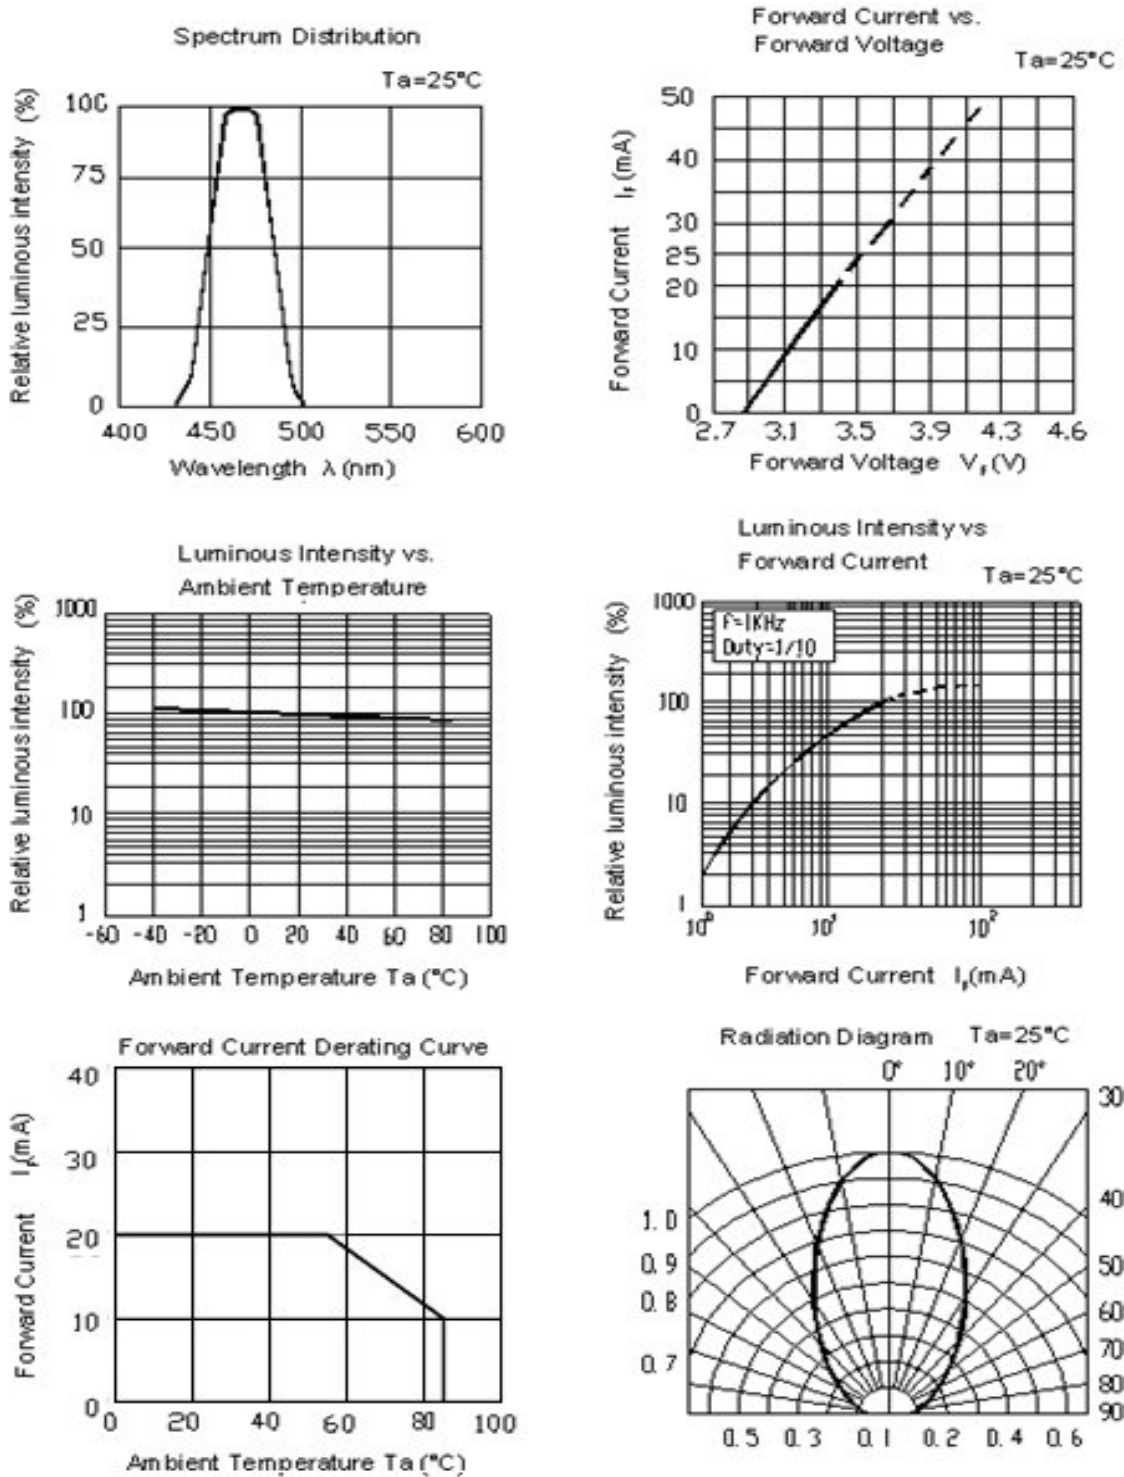 Spectrum Distribution
Ta=25°C
Relative luminous intensity (%)
100
75
50
25
0
400 450 500 550 600
Wavelength λ (nm)
Forward Current vs.
Forward Voltage
Ta=25°C
Forward Current I_F (mA)
50
40
30
25
20
10
0
2.7 3.1 3.5 3.9 4.3 4.6
Forward Voltage V_F (V)
Luminous Intensity vs.
Ambient Temperature
Relative luminous intensity (%)
1000
100
10
1
-60 -40 -20 0 20 40 60 80 100
Ambient Temperature Ta (°C)
Luminous Intensity vs
Forward Current
Ta=25°C
Relative luminous intensity (%)
F=1KHz
Duty=1/10
1000
100
10
1
10⁰ 10¹ 10²
Forward Current I_F (mA)
Forward Current Derating Curve
Forward Current I_F (mA)
40
30
20
10
0
0 20 40 60 80 100
Ambient Temperature Ta (°C)
Radiation Diagram Ta=25°C
0° 10° 20°
30
40
50
60
70
80
90
1.0
0.9
0.8
0.7
0.5 0.3 0.1 0.2 0.4 0.6